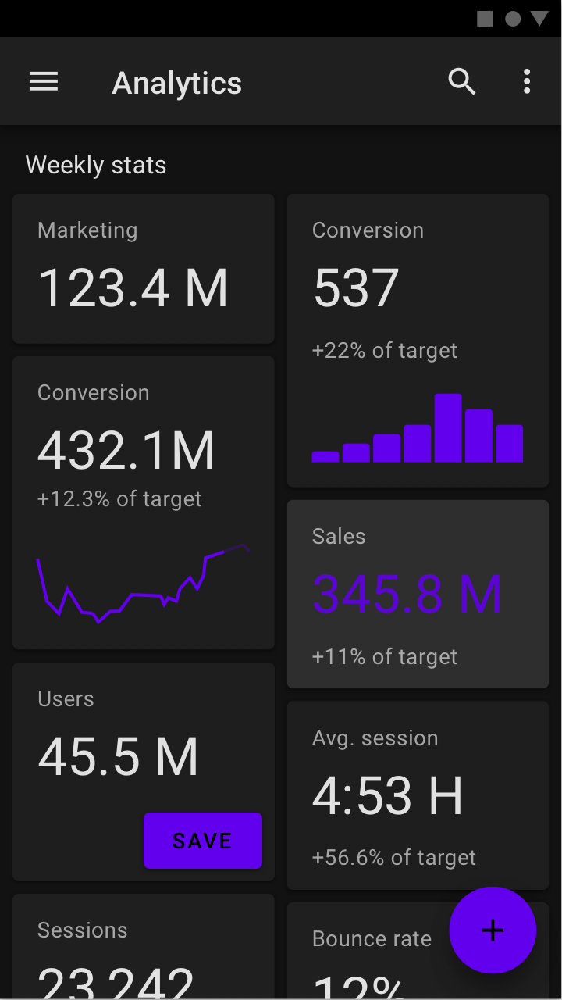 Analytics
Weekly stats
Marketing
123.4 M
Conversion
432.1M
+12.3% of target
Users
45.5 M
SAVE
Sessions
23,242
Conversion
537
+22% of target
Sales
345.8 M
+11% of target
Avg. session
4:53 H
+56.6% of target
Bounce rate
12%